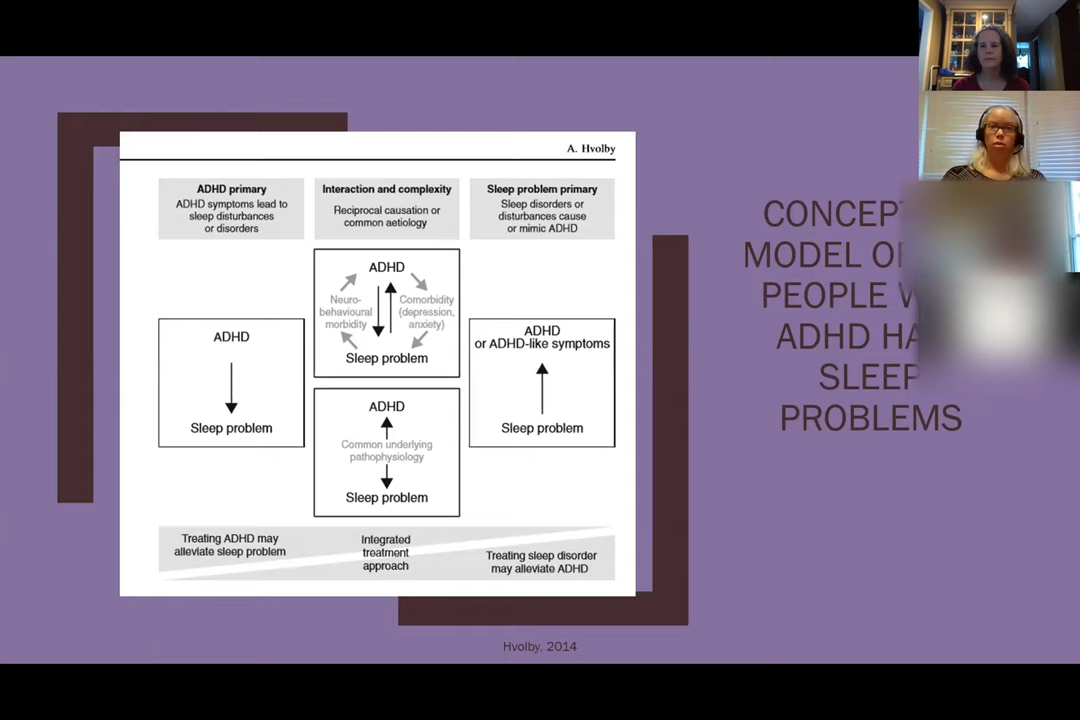 A. Hvolby
ADHD primary
ADHD symptoms lead to
sleep disturbances
or disorders
Interaction and complexity
Reciprocal causation or
common aetiology
Sleep problem primary
Sleep disorders or
disturbances cause
or mimic ADHD
ADHD
Sleep problem
ADHD
Neuro-
behavioural
morbidity
Comorbidity
(depression,
anxiety)
Sleep problem
ADHD
Common underlying
pathophysiology
Sleep problem
ADHD
or ADHD-like symptoms
Sleep problem
Treating ADHD may
alleviate sleep problem
Integrated
treatment
approach
Treating sleep disorder
may alleviate ADHD
MODEL
PEOPLE
ADHD
SLEEP
PROBLEMS
Hvolby, 2014